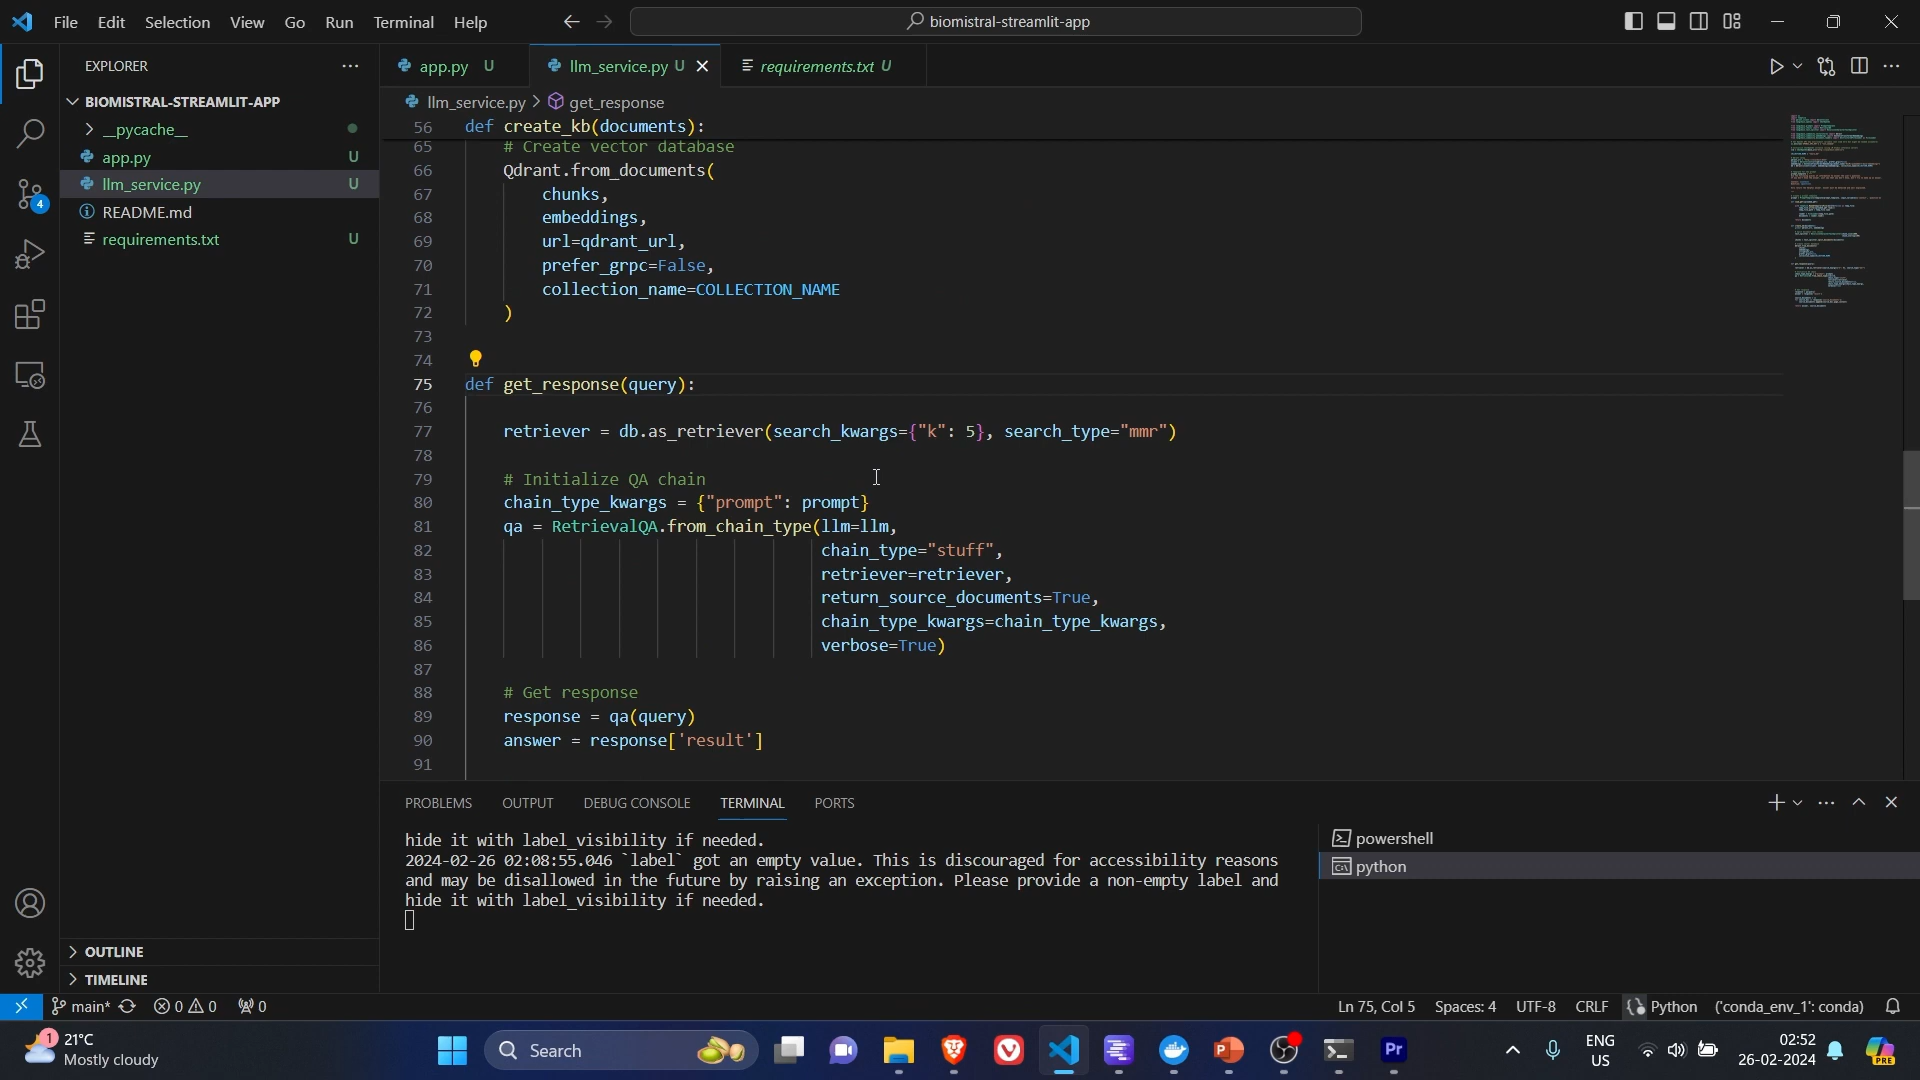 File Edit Selection View Go Run Terminal Help
biomistral-streamlit-app
EXPLORER
BIOMISTRAL-STREAMLIT-APP
__pycache__
app.py U
llm_service.py U
README.md
requirements.txt U
OUTLINE
TIMELINE
4
app.py U
llm_service.py U
requirements.txt U
llm_service.py > get_response
56 def create_kb(documents):
65 # Create vector database
66 Qdrant.from_documents(
67 chunks,
68 embeddings,
69 url=qdrant_url,
70 prefer_grpc=False,
71 collection_name=COLLECTION_NAME
72 )
73
74
75 def get_response(query):
76
77 retriever = db.as_retriever(search_kwargs={"k": 5}, search_type="mmr")
78
79 # Initialize QA chain
80 chain_type_kwargs = {"prompt": prompt}
81 qa = RetrievalQA.from_chain_type(llm=llm,
82 chain_type="stuff",
83 retriever=retriever,
84 return_source_documents=True,
85 chain_type_kwargs=chain_type_kwargs,
86 verbose=True)
87
88 # Get response
89 response = qa(query)
90 answer = response['result']
91
PROBLEMS OUTPUT DEBUG CONSOLE TERMINAL PORTS
hide it with label_visibility if needed.
2024-02-26 02:08:55.046 `label` got an empty value. This is discouraged for accessibility reasons
and may be disallowed in the future by raising an exception. Please provide a non-empty label and
hide it with label_visibility if needed.
powershell
python
main* 0 0 0
Ln 75, Col 5 Spaces: 4 UTF-8 CRLF Python ('conda_env_1': conda)
1
21°C
Mostly cloudy
Search
Pr
ENG
US
02:52
26-02-2024
PRE